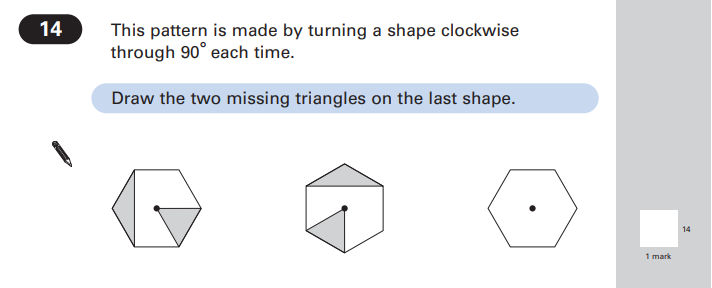 14
This pattern is made by turning a shape clockwise
through 90° each time.
Draw the two missing triangles on the last shape.
14
1 mark